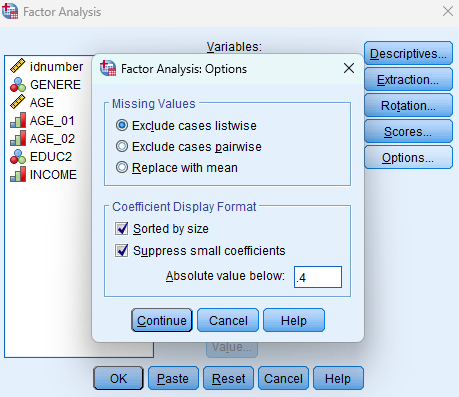 Factor Analysis
Variables:
idnumber
GENERE
AGE
AGE_01
AGE_02
EDUC2
INCOME
Descriptives...
Extraction...
Rotation...
Scores...
Options...
Factor Analysis: Options
Missing Values
Exclude cases listwise
Exclude cases pairwise
Replace with mean
Coefficient Display Format
Sorted by size
Suppress small coefficients
Absolute value below: .4
Continue Cancel Help
Value...
OK Paste Reset Cancel Help